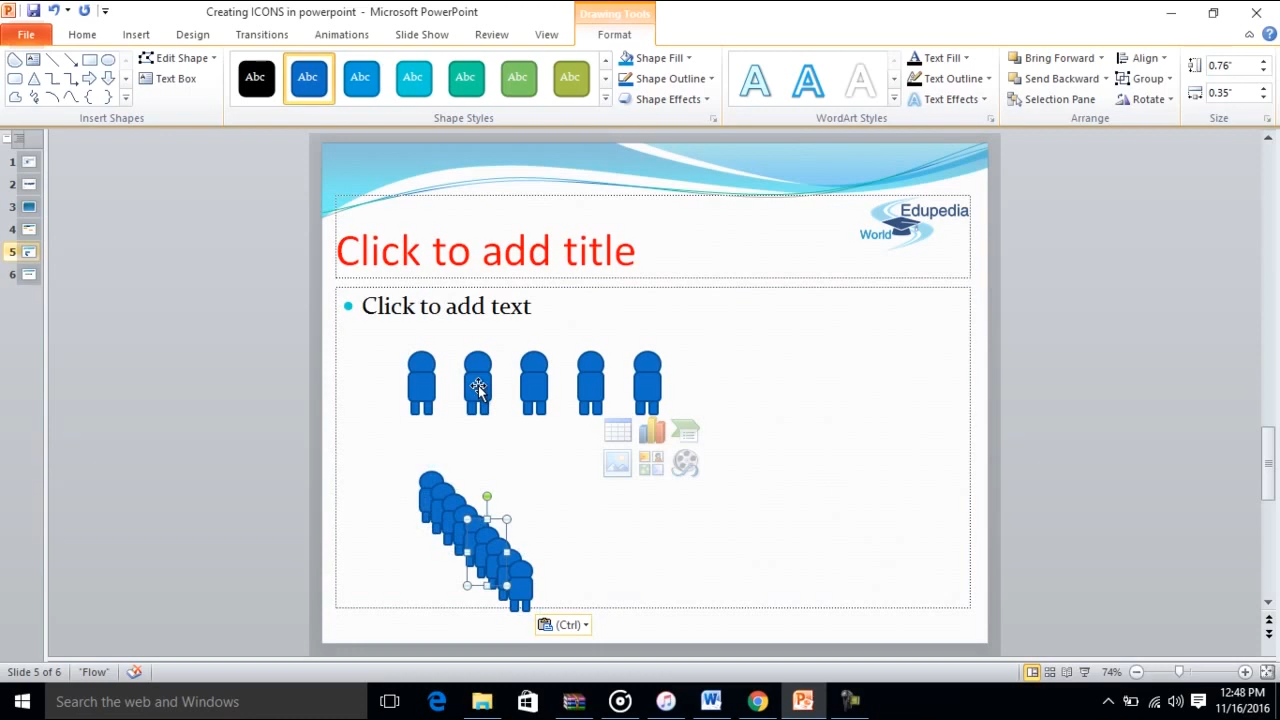 Creating ICONS in powerpoint - Microsoft PowerPoint
Drawing Tools
File Home Insert Design Transitions Animations Slide Show Review View Format
Edit Shape
Text Box
Insert Shapes
Abc Abc Abc Abc Abc Abc Abc
Shape Fill
Shape Outline
Shape Effects
Shape Styles
A A A
Text Fill
Text Outline
Text Effects
WordArt Styles
Bring Forward
Send Backward
Selection Pane
Align
Group
Rotate
Arrange
0.76"
0.35"
Size
1
2
3
4
5
6
Edupedia
World
Click to add title
Click to add text
(Ctrl)
Slide 5 of 6 "Flow" 74%
Search the web and Windows
12:48 PM
11/16/2016